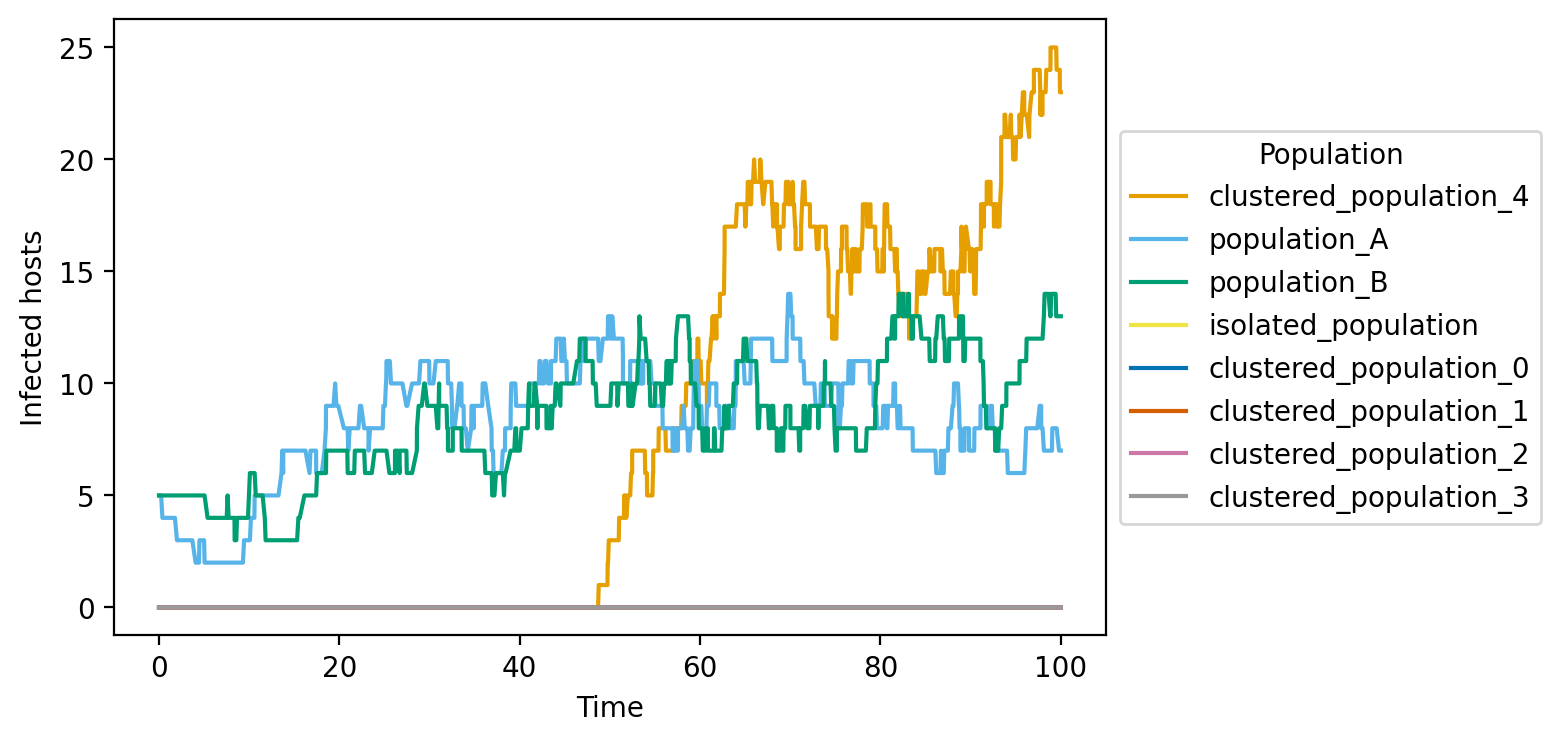 25
20
15
10
5
0
Infected hosts
0 20 40 60 80 100
Time
Population
clustered_population_4
population_A
population_B
isolated_population
clustered_population_0
clustered_population_1
clustered_population_2
clustered_population_3